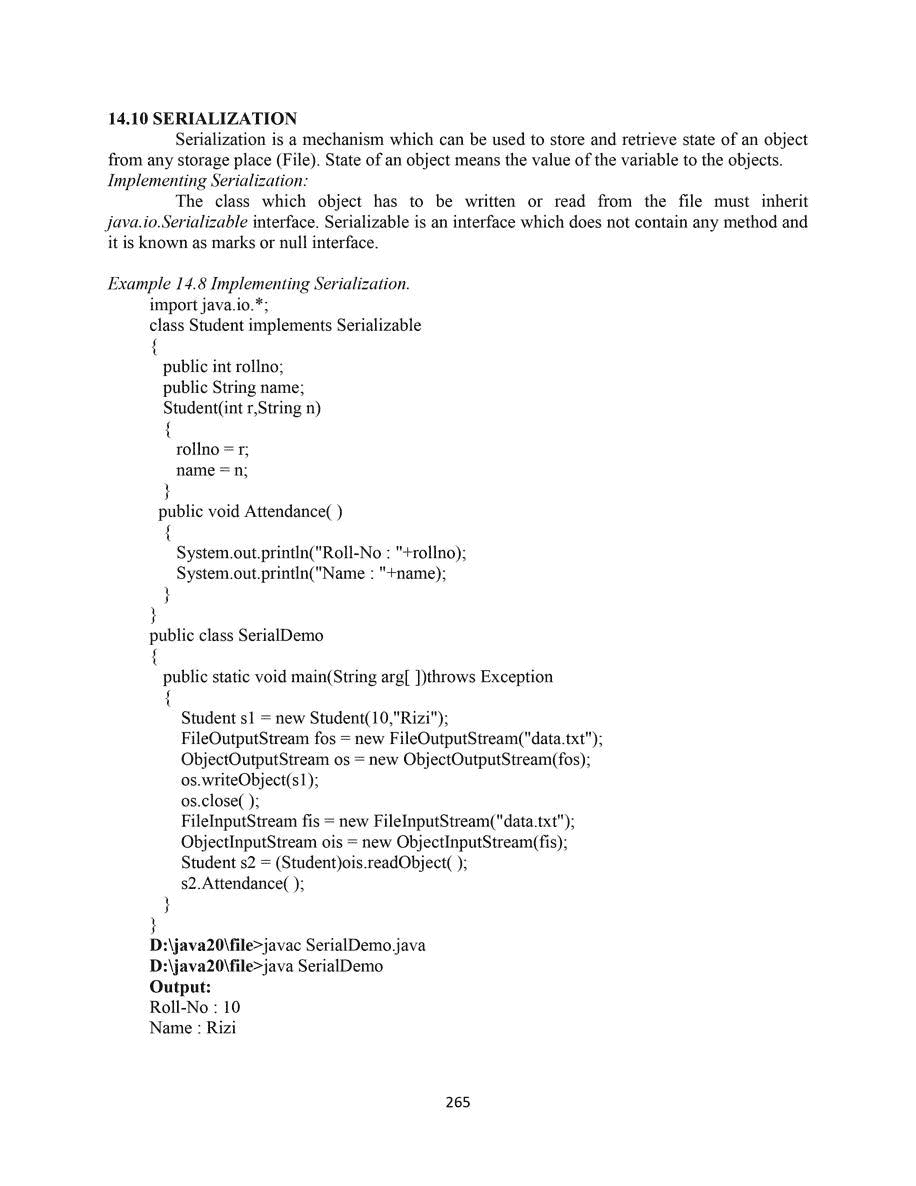 14.10 SERIALIZATION
Serialization is a mechanism which can be used to store and retrieve state of an object
from any storage place (File). State of an object means the value of the variable to the objects.
Implementing Serialization:
The class which object has to be written or read from the file must inherit
java.io.Serializable interface. Serializable is an interface which does not contain any method and
it is known as marks or null interface.
Example 14.8 Implementing Serialization.
import java.io.*;
class Student implements Serializable
{
public int rollno;
public String name;
Student(int r,String n)
{
rollno = r;
name = n;
}
public void Attendance( )
{
System.out.println("Roll-No : "+rollno);
System.out.println("Name : "+name);
}
}
public class SerialDemo
{
public static void main(String arg[ ])throws Exception
{
Student s1 = new Student(10,"Rizi");
FileOutputStream fos = new FileOutputStream("data.txt");
ObjectOutputStream os = new ObjectOutputStream(fos);
os.writeObject(s1);
os.close( );
FileInputStream fis = new FileInputStream("data.txt");
ObjectInputStream ois = new ObjectInputStream(fis);
Student s2 = (Student)ois.readObject( );
s2.Attendance( );
}
}
D:\java20\file>javac SerialDemo.java
D:\java20\file>java SerialDemo
Output:
Roll-No : 10
Name : Rizi
265